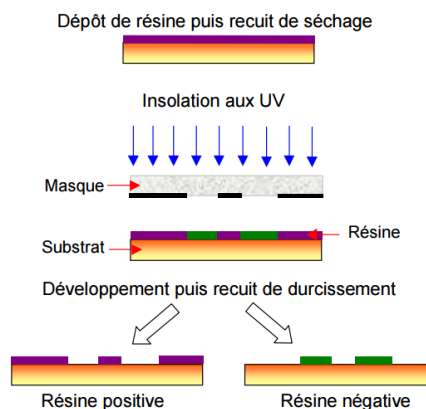 Dépôt de résine puis recuit de séchage
Insolation aux UV
Masque
Résine
Substrat
Développement puis recuit de durcissement
Résine positive
Résine négative